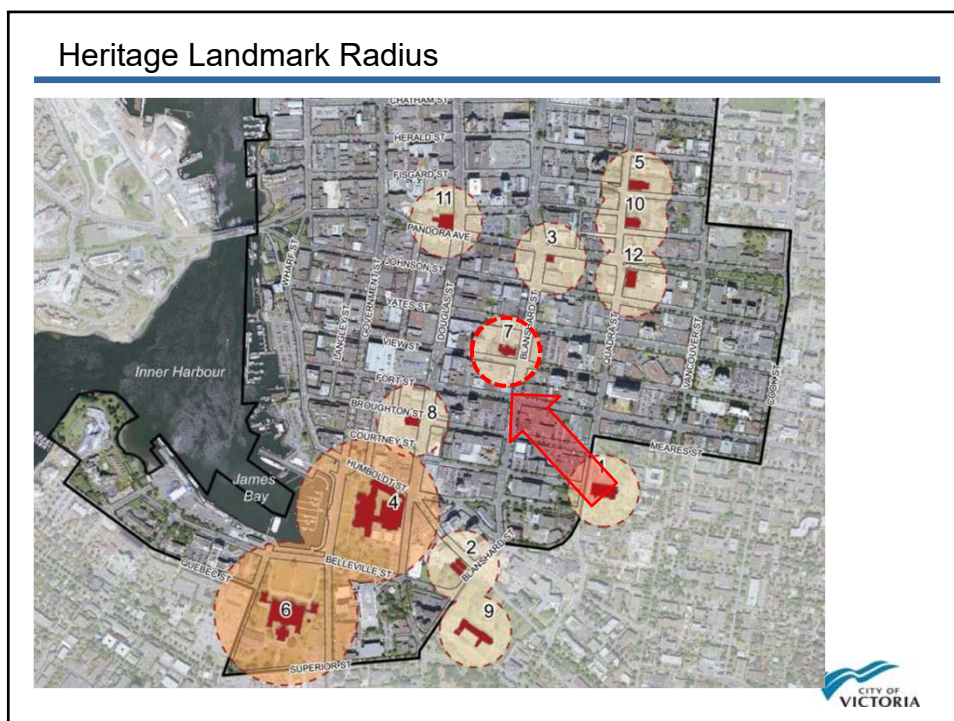 Heritage Landmark Radius
CHATHAM ST
HERALD ST
FISGARD ST
5
11
10
PANDORA AVE
3
12
JOHNSON ST
WHARF ST
YATES ST
LANGLEY ST
GOVERNMENT ST
DOUGLAS ST
7
BLANSHARD ST
QUADRA ST
VANCOUVER ST
COOK ST
VIEW ST
Inner Harbour
FORT ST
BROUGHTON ST
8
COURTNEY ST
MEARES ST
HUMBOLDT ST
James
Bay
4
2
BLANSHARD ST
BELLEVILLE ST
QUEBEC ST
6
9
SUPERIOR ST
CITY OF
VICTORIA